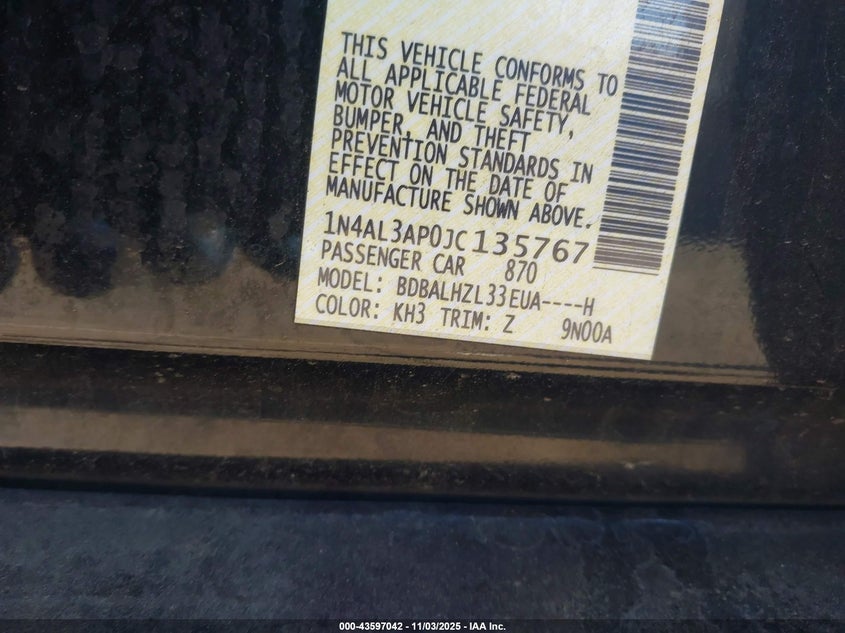 THIS VEHICLE CONFORMS TO
ALL APPLICABLE FEDERAL
MOTOR VEHICLE SAFETY,
BUMPER, AND THEFT
PREVENTION STANDARDS IN
EFFECT ON THE DATE OF
MANUFACTURE SHOWN ABOVE.
1N4AL3AP0JC135767
PASSENGER CAR 870
MODEL: BDBALHZL33EUA----H
COLOR: KH3 TRIM: Z 9N00A
000-43597042 - 11/03/2025 - IAA Inc.